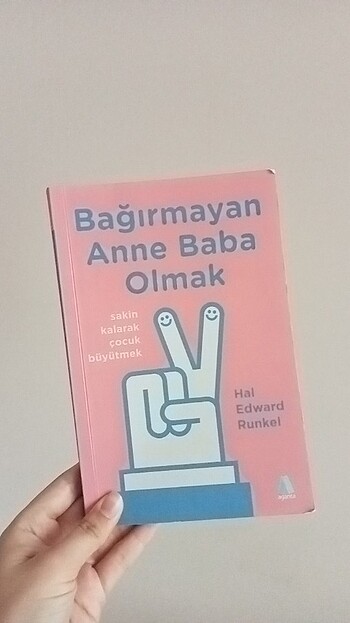 Bağırmayan
Anne Baba
Olmak
sakin
kalarak
çocuk
büyütmek
Hal
Edward
Runkel